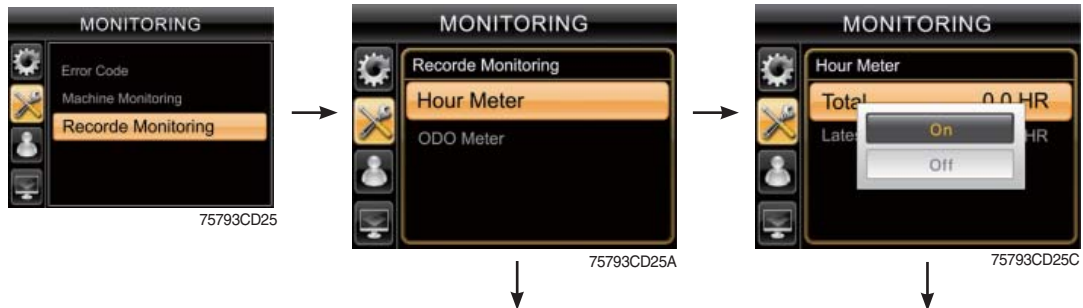 MONITORING
Error Code
Machine Monitoring
Recorde Monitoring
75793CD25
MONITORING
Recorde Monitoring
Hour Meter
ODO Meter
75793CD25A
MONITORING
Hour Meter
Total 0.0 HR
On
HR
Off
75793CD25C